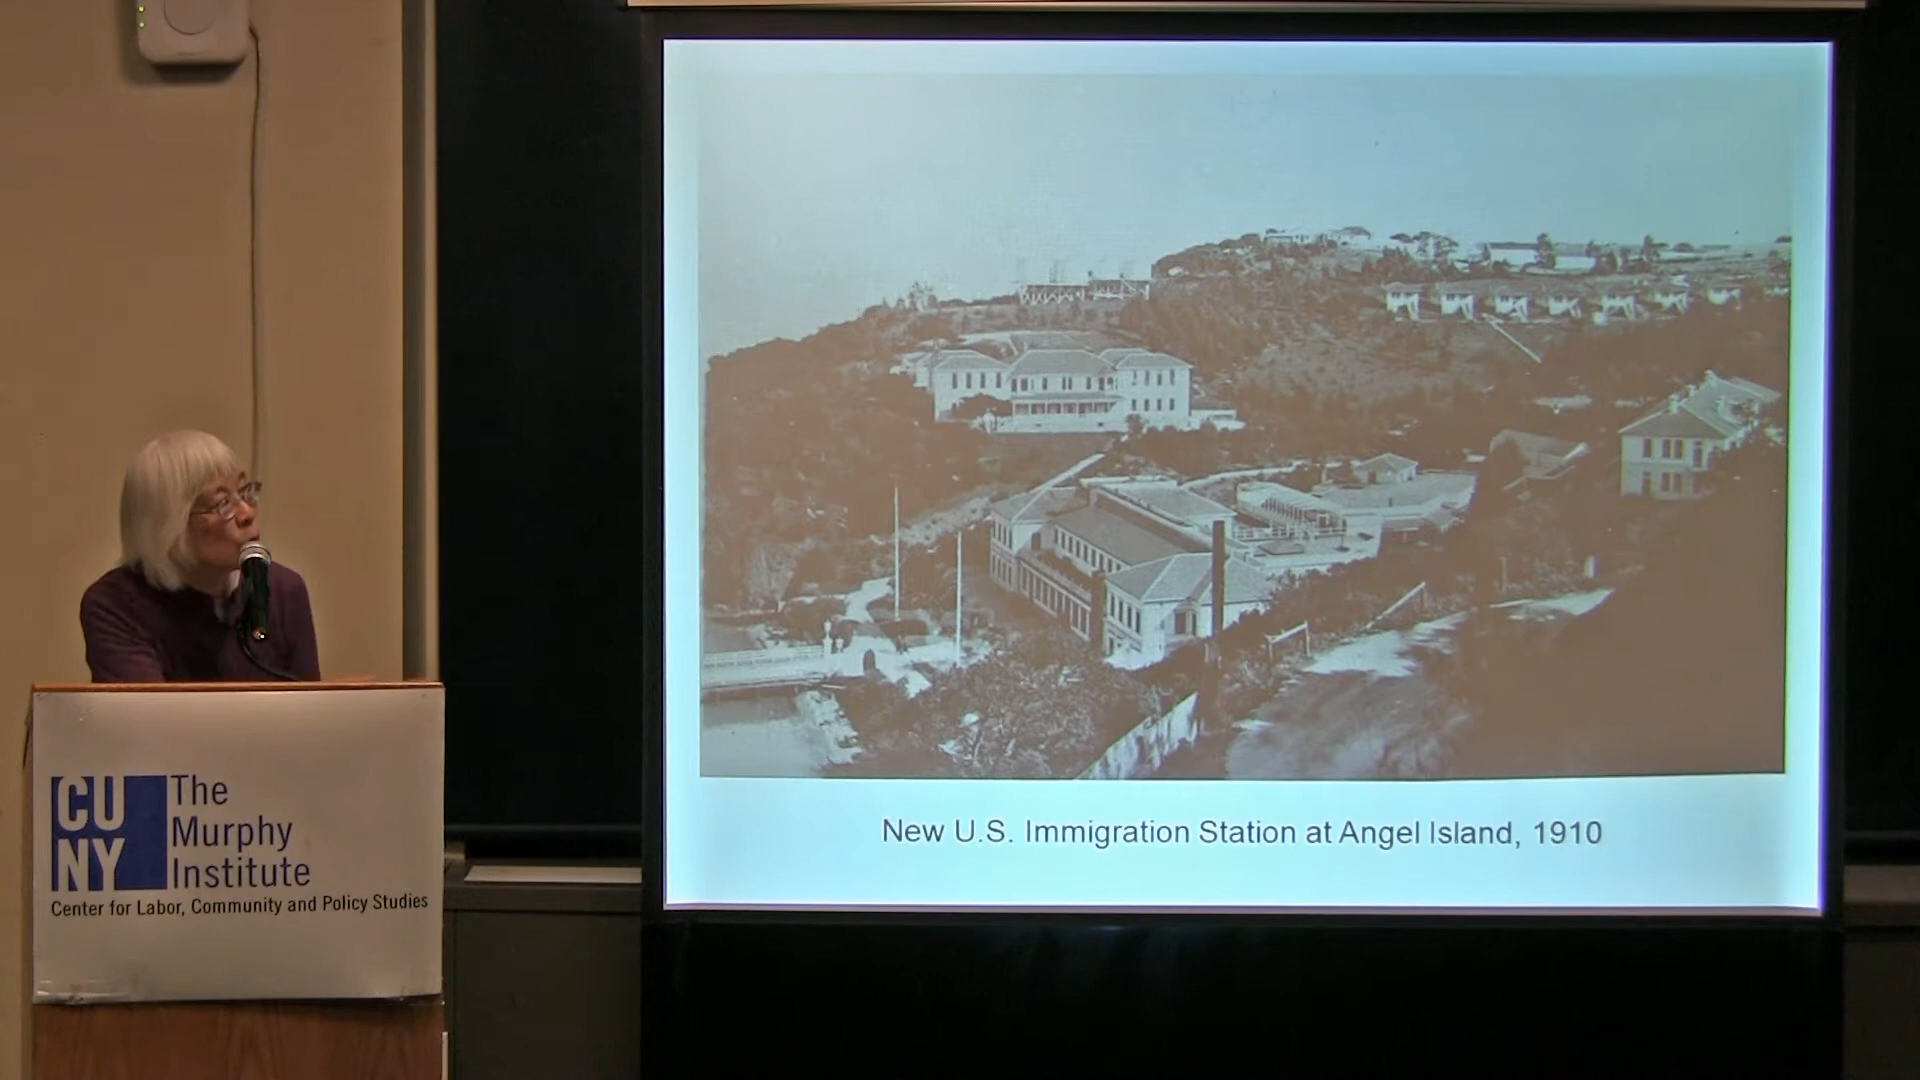 CU
NY
The
Murphy
Institute
Center for Labor, Community and Policy Studies
New U.S. Immigration Station at Angel Island, 1910